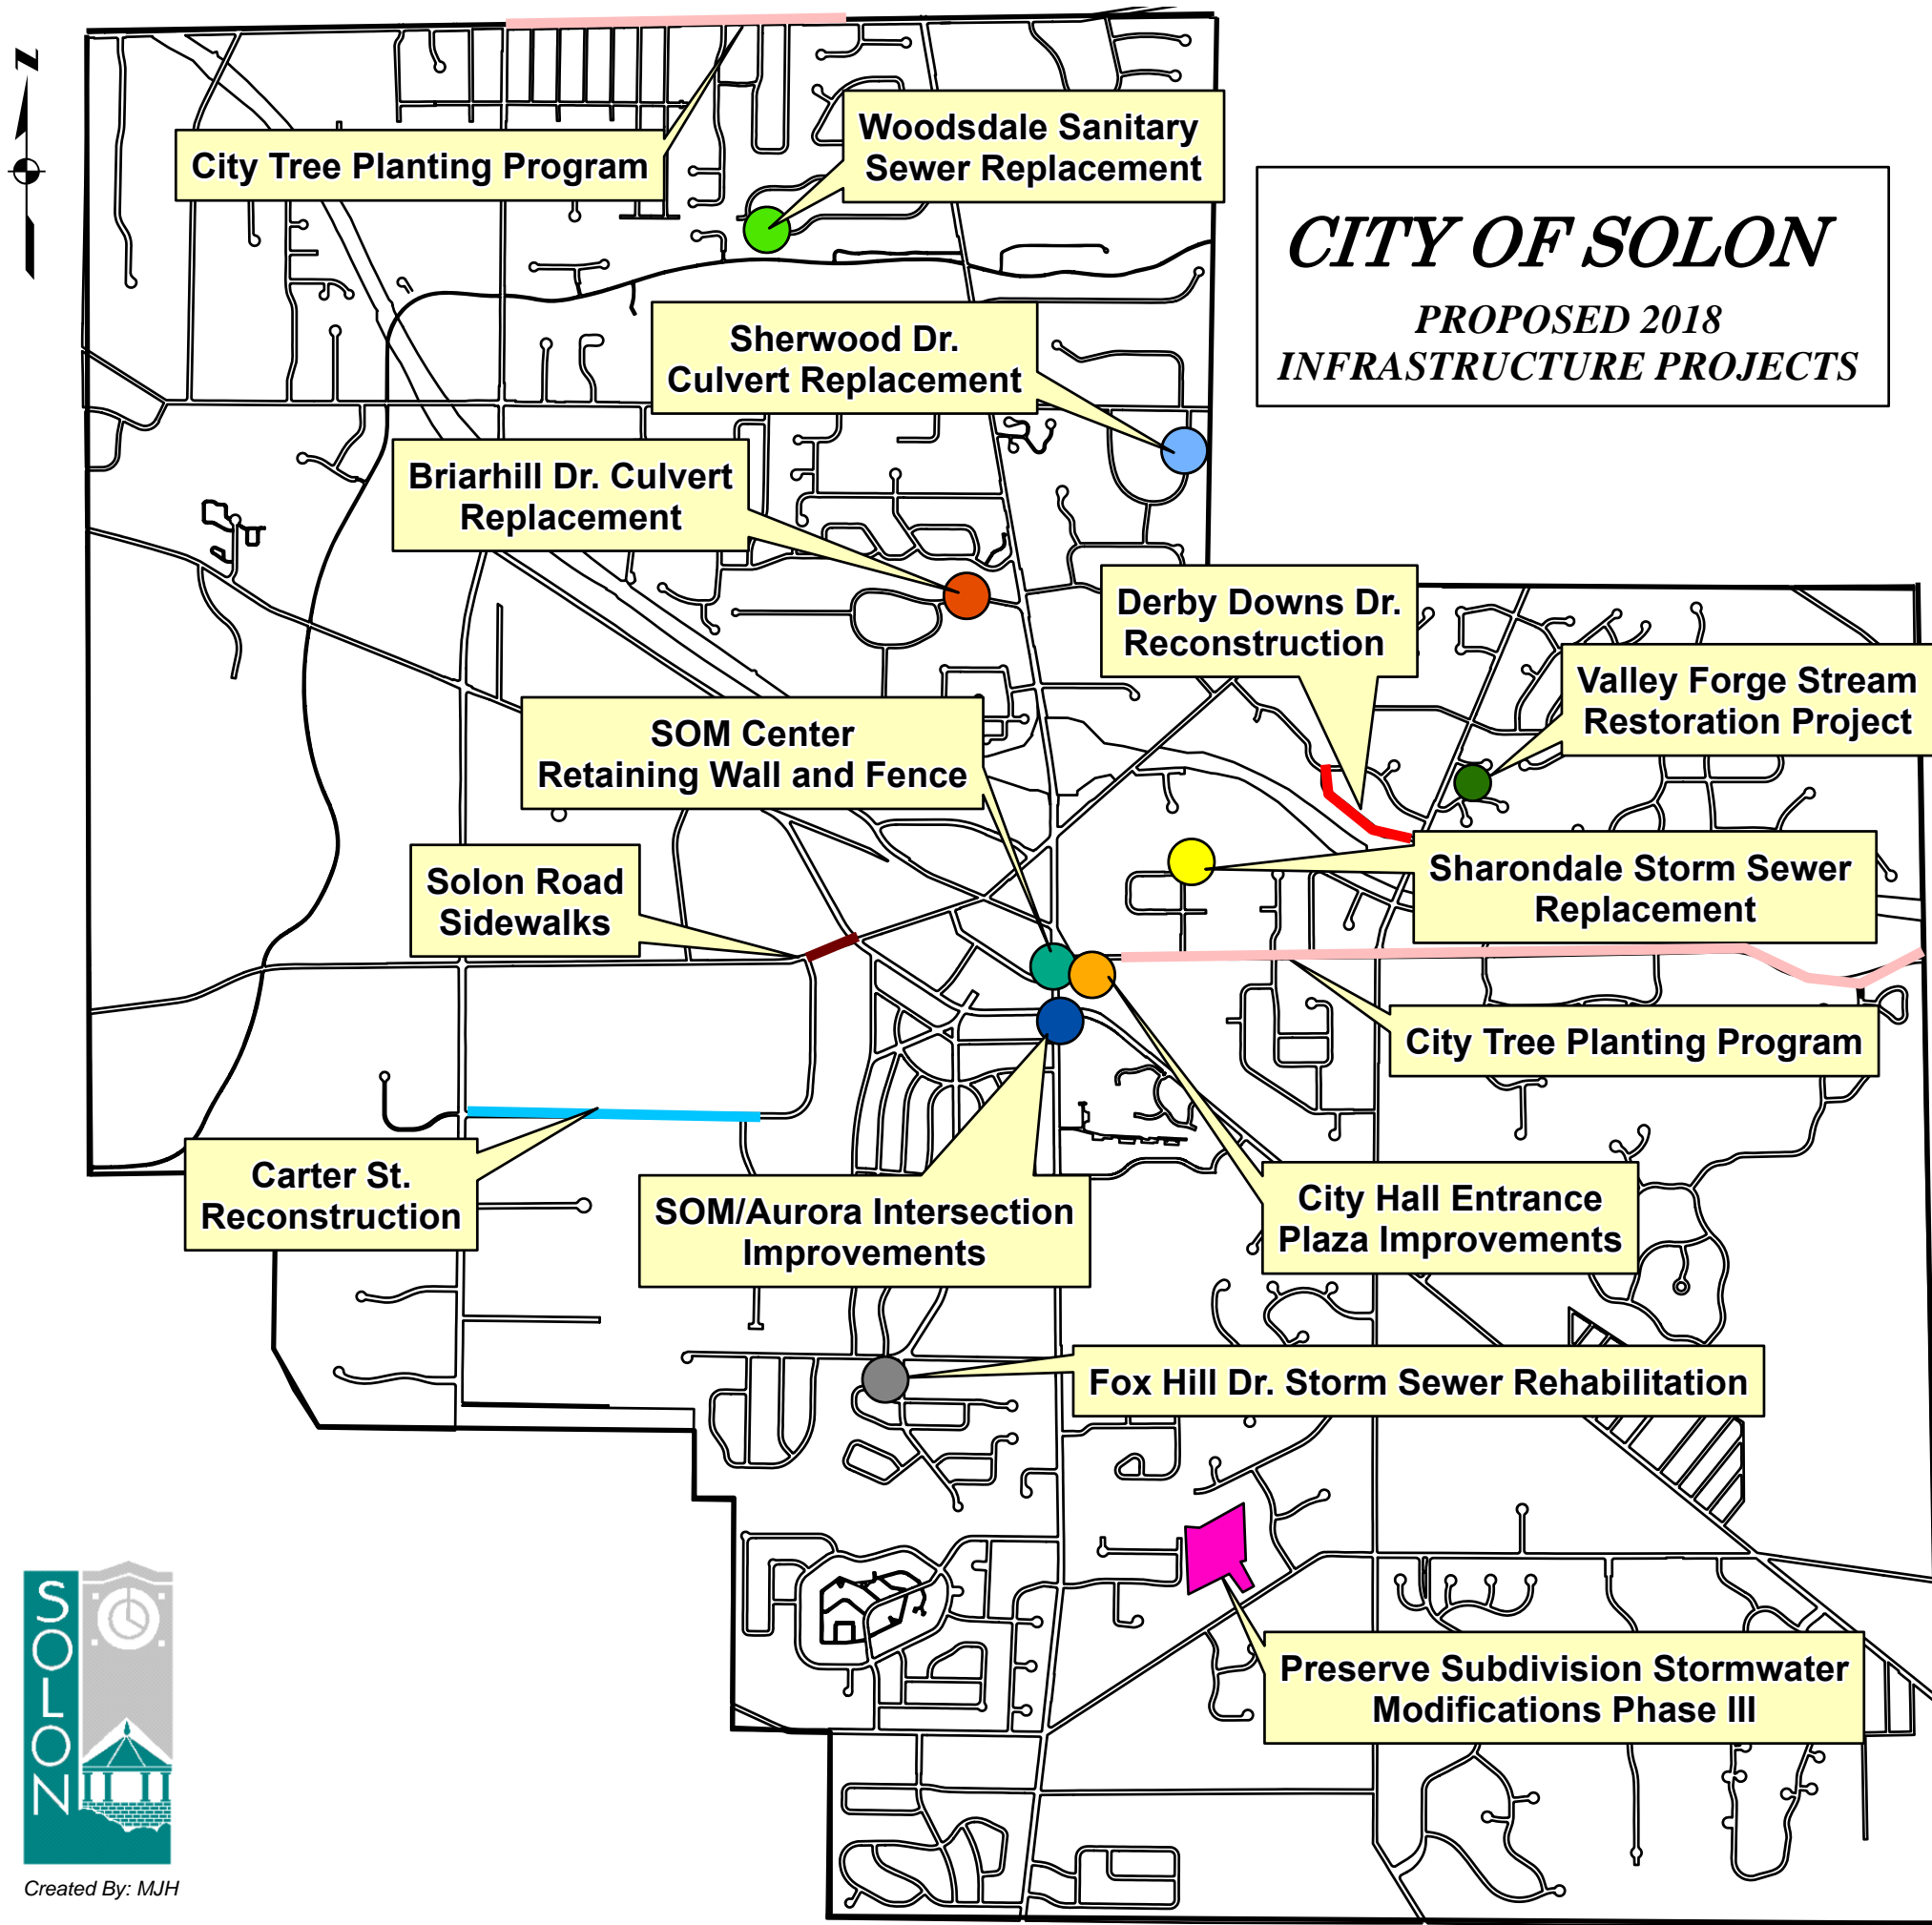 N
City Tree Planting Program
Woodsdale Sanitary
Sewer Replacement
CITY OF SOLON
PROPOSED 2018
INFRASTRUCTURE PROJECTS
Sherwood Dr.
Culvert Replacement
Briarhill Dr. Culvert
Replacement
Derby Downs Dr.
Reconstruction
Valley Forge Stream
Restoration Project
SOM Center
Retaining Wall and Fence
Solon Road
Sidewalks
Sharondale Storm Sewer
Replacement
City Tree Planting Program
Carter St.
Reconstruction
SOM/Aurora Intersection
Improvements
City Hall Entrance
Plaza Improvements
Fox Hill Dr. Storm Sewer Rehabilitation
Preserve Subdivision Stormwater
Modifications Phase III
SOLON
Created By: MJH